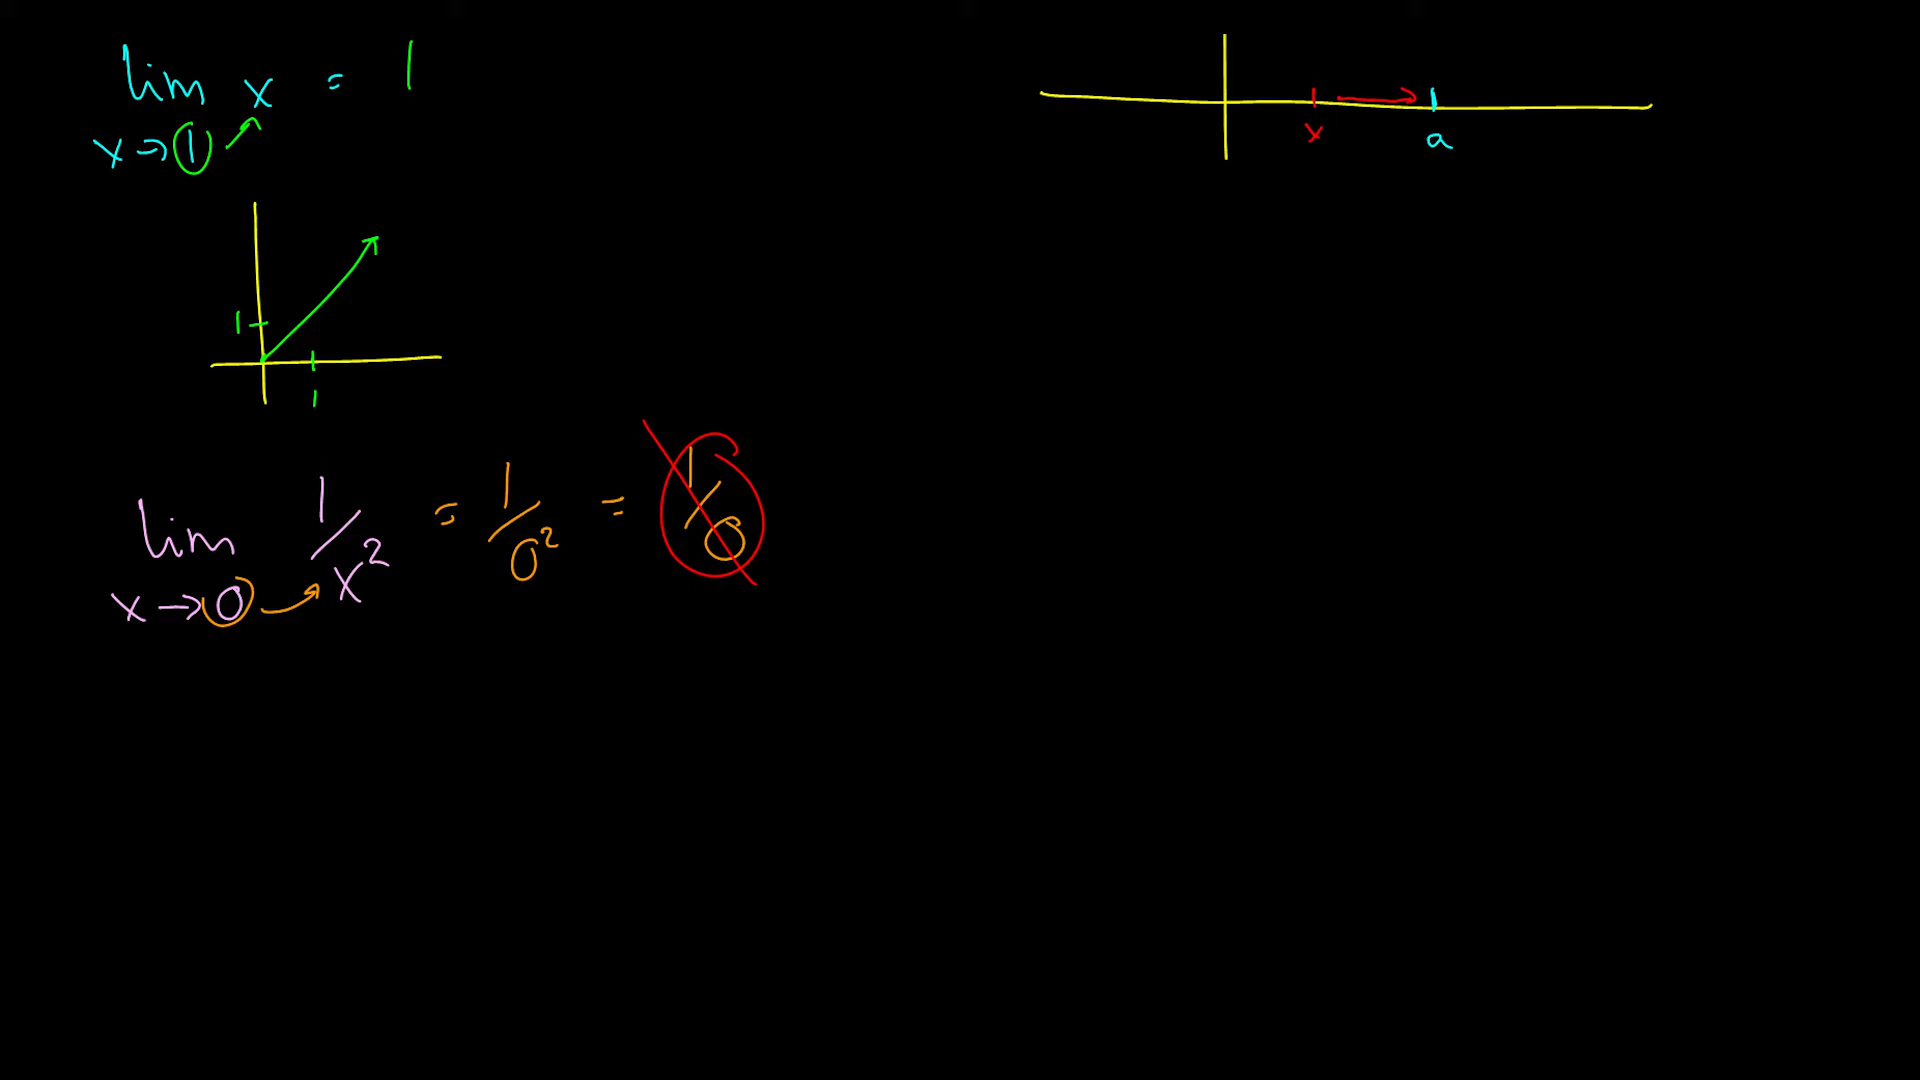 lim x = 1
x → 1
x a
1
1
lim 1/x² = 1/0² = 1/0
x → 0